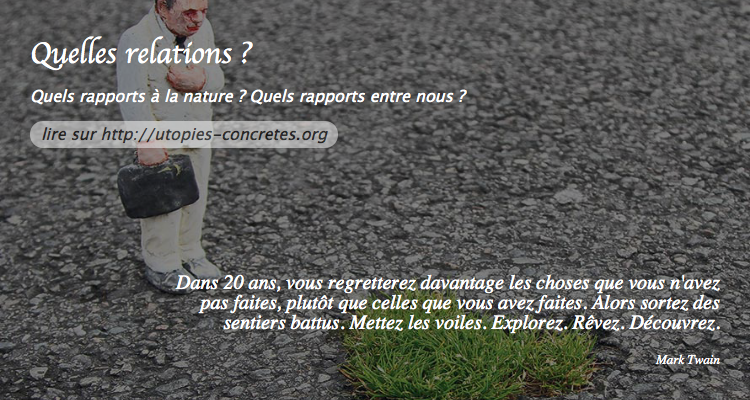 Quelles relations ?
Quels rapports à la nature ? Quels rapports entre nous ?
lire sur http://utopies-concretes.org
Dans 20 ans, vous regretterez davantage les choses que vous n'avez
pas faites, plutôt que celles que vous avez faites. Alors sortez des
sentiers battus. Mettez les voiles. Explorez. Rêvez. Découvrez.
Mark Twain